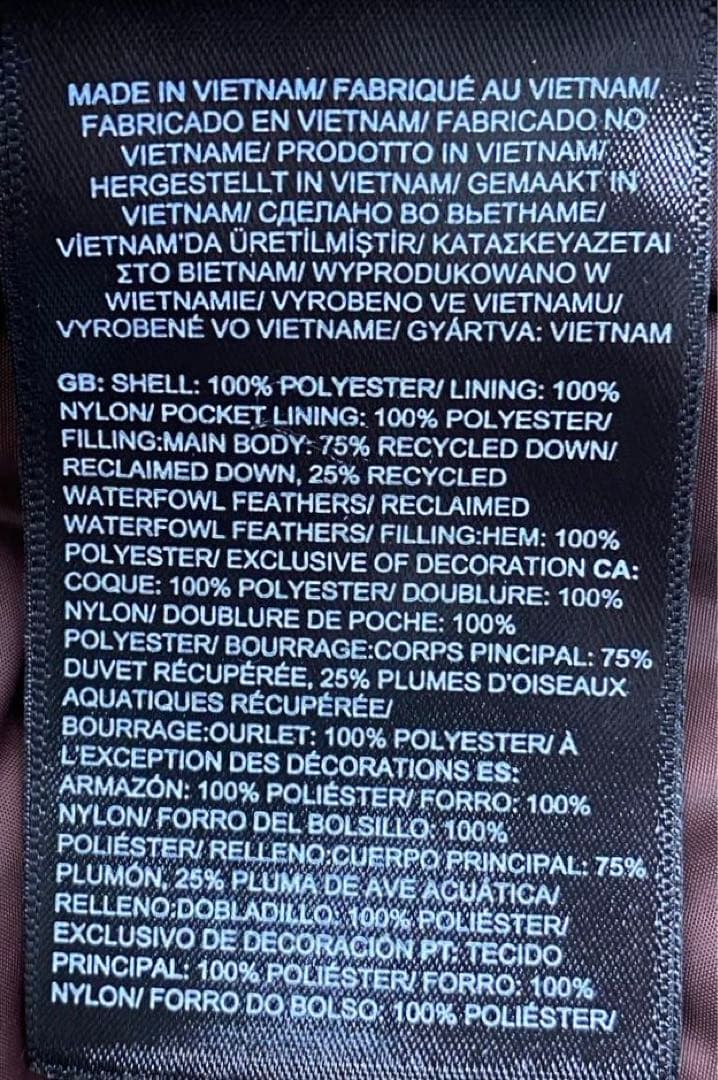 MADE IN VIETNAM/ FABRIQUÉ AU VIETNAM/
FABRICADO EN VIETNAM/ FABRICADO NO
VIETNAME/ PRODOTTO IN VIETNAM/
HERGESTELLT IN VIETNAM/ GEMAAKT IN
VIETNAM/ СДЕЛАНО ВО ВЬЕТНАМЕ/
VİETNAM'DA ÜRETİLMİŞTİR/ ΚΑΤΑΣΚΕΥΑΖΕΤΑΙ
ΣΤΟ ΒΙΕΤΝΑΜ/ WYPRODUKOWANO W
WIETNAMIE/ VYROBENO VE VIETNAMU/
VYROBENÉ VO VIETNAME/ GYÁRTVA: VIETNAM
GB: SHELL: 100% POLYESTER/ LINING: 100%
NYLON/ POCKET LINING: 100% POLYESTER/
FILLING:MAIN BODY: 75% RECYCLED DOWN/
RECLAIMED DOWN, 25% RECYCLED
WATERFOWL FEATHERS/ RECLAIMED
WATERFOWL FEATHERS/ FILLING:HEM: 100%
POLYESTER/ EXCLUSIVE OF DECORATION CA:
COQUE: 100% POLYESTER/ DOUBLURE: 100%
NYLON/ DOUBLURE DE POCHE: 100%
POLYESTER/ BOURRAGE:CORPS PINCIPAL: 75%
DUVET RÉCUPÉRÉE, 25% PLUMES D'OISEAUX
AQUATIQUES RÉCUPÉRÉE/
BOURRAGE:OURLET: 100% POLYESTER/ À
L'EXCEPTION DES DÉCORATIONS ES:
ARMAZÓN: 100% POLIÉSTER/ FORRO: 100%
NYLON/ FORRO DEL BOLSILLO: 100%
POLIÉSTER/ RELLENO:CUERPO PRINCIPAL: 75%
PLUMÓN, 25% PLUMA DE AVE ACUÁTICA/
RELLENO:DOBLADILLO: 100% POLIÉSTER/
EXCLUSIVO DE DECORACIÓN PT: TECIDO
PRINCIPAL: 100% POLIÉSTER/ FORRO: 100%
NYLON/ FORRO DO BOLSO: 100% POLIÉSTER/